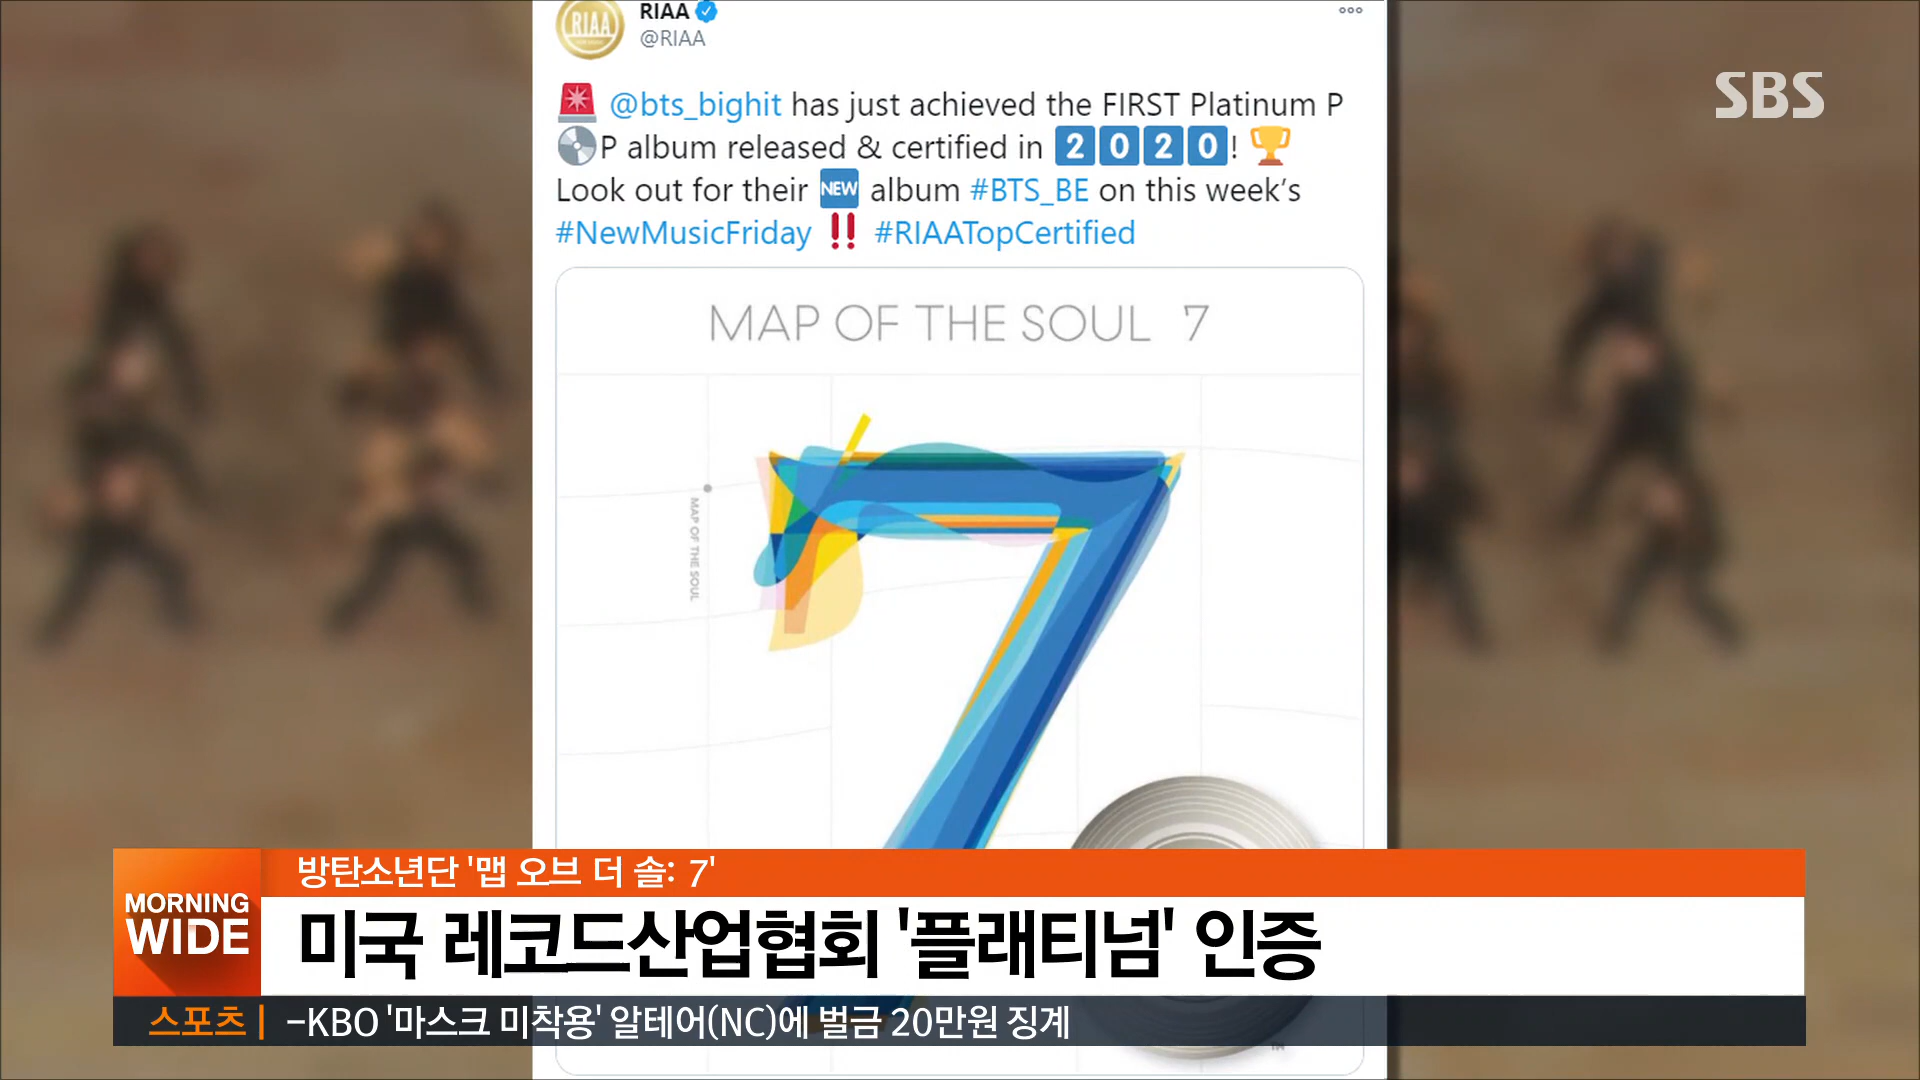 RIAA
@RIAA
SBS
🚨 @bts_bighit has just achieved the FIRST Platinum P
💿P album released & certified in 2️⃣0️⃣2️⃣0️⃣! 🏆
Look out for their 🆕 album #BTS_BE on this week’s
#NewMusicFriday ‼️ #RIAATopCertified
MAP OF THE SOUL 7
MAP OF THE SOUL
방탄소년단 '맵 오브 더 솔: 7'
MORNING
WIDE
미국 레코드산업협회 '플래티넘' 인증
스포츠 | -KBO '마스크 미착용' 알테어(NC)에 벌금 20만원 징계